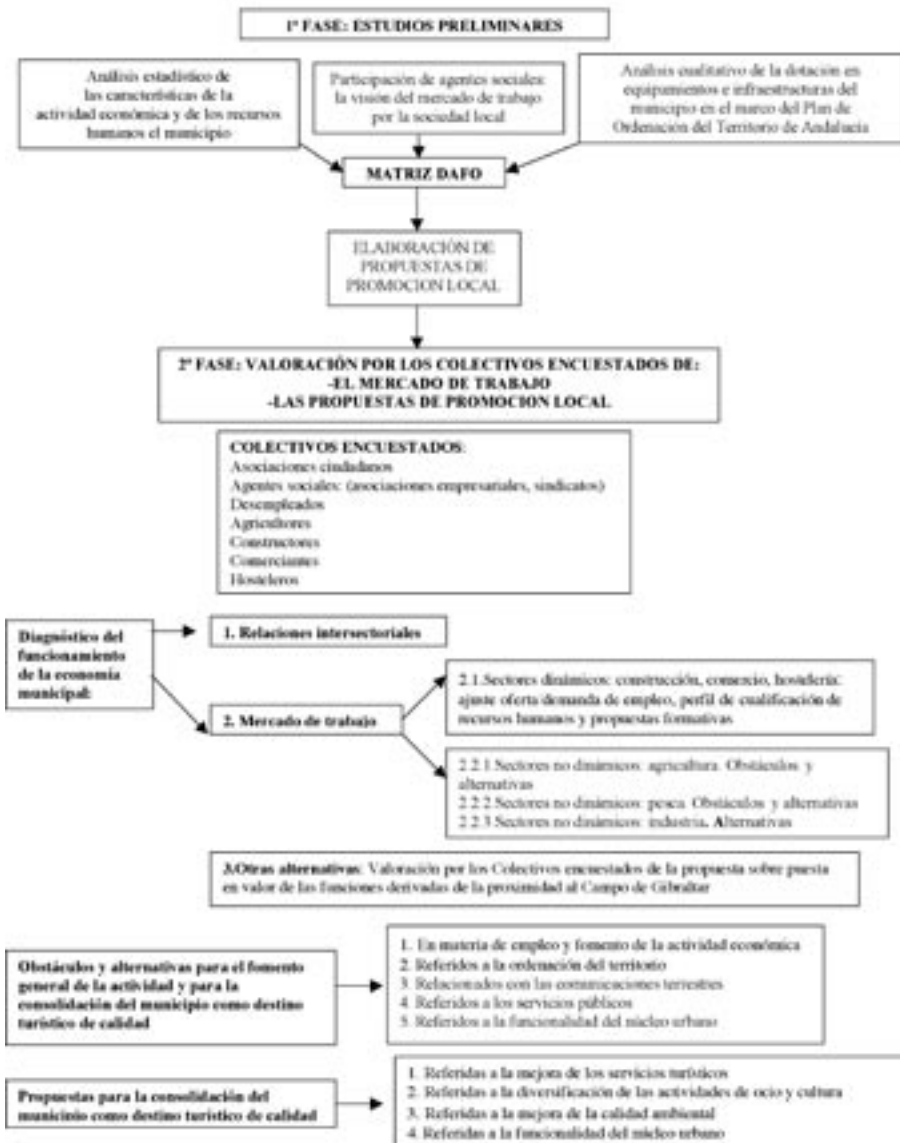 1ª FASE: ESTUDIOS PRELIMINARES
Análisis estadístico de
las características de la
actividad económica y de los recursos
humanos el municipio
Participación de agentes sociales:
la visión del mercado de trabajo
por la sociedad local
Análisis cualitativo de la dotación en
equipamientos e infraestructuras del
municipio en el marco del Plan de
Ordenación del Territorio de Andalucía
MATRIZ DAFO
ELABORACIÓN DE
PROPUESTAS DE
PROMOCION LOCAL
2ª FASE: VALORACIÓN POR LOS COLECTIVOS ENCUESTADOS DE:
-EL MERCADO DE TRABAJO
-LAS PROPUESTAS DE PROMOCION LOCAL
COLECTIVOS ENCUESTADOS:
Asociaciones ciudadanos
Agentes sociales: (asociaciones empresariales, sindicatos)
Desempleados
Agricultores
Constructores
Comerciantes
Hosteleros
Diagnóstico del
funcionamiento
de la economía
municipal:
1. Relaciones intersectoriales
2. Mercado de trabajo
2.1.Sectores dinámicos: construcción, comercio, hostelería:
ajuste oferta demanda de empleo, perfil de cualificación de
recursos humanos y propuestas formativas
2.2.1.Sectores no dinámicos: agricultura. Obstáculos y
alternativas
2.2.2.Sectores no dinámicos: pesca. Obstáculos y alternativas
2.2.3.Sectores no dinámicos: industria. Alternativas
3.Otras alternativas: Valoración por los Colectivos encuestados de la propuesta sobre puesta
en valor de las funciones derivadas de la proximidad al Campo de Gibraltar
Obstáculos y alternativas para el fomento
general de la actividad y para la
consolidación del municipio como destino
turístico de calidad
1. En materia de empleo y fomento de la actividad económica
2. Referidos a la ordenación del territorio
3. Relacionados con las comunicaciones terrestres
4. Referidos a los servicios públicos
5. Referidos a la funcionalidad del núcleo urbano
Propuestas para la consolidación del
municipio como destino turístico de calidad
1. Referidas a la mejora de los servicios turísticos
2. Referidas a la diversificación de las actividades de ocio y cultura
3. Referidas a la mejora de la calidad ambiental
4. Referidas a la funcionalidad del núcleo urbano